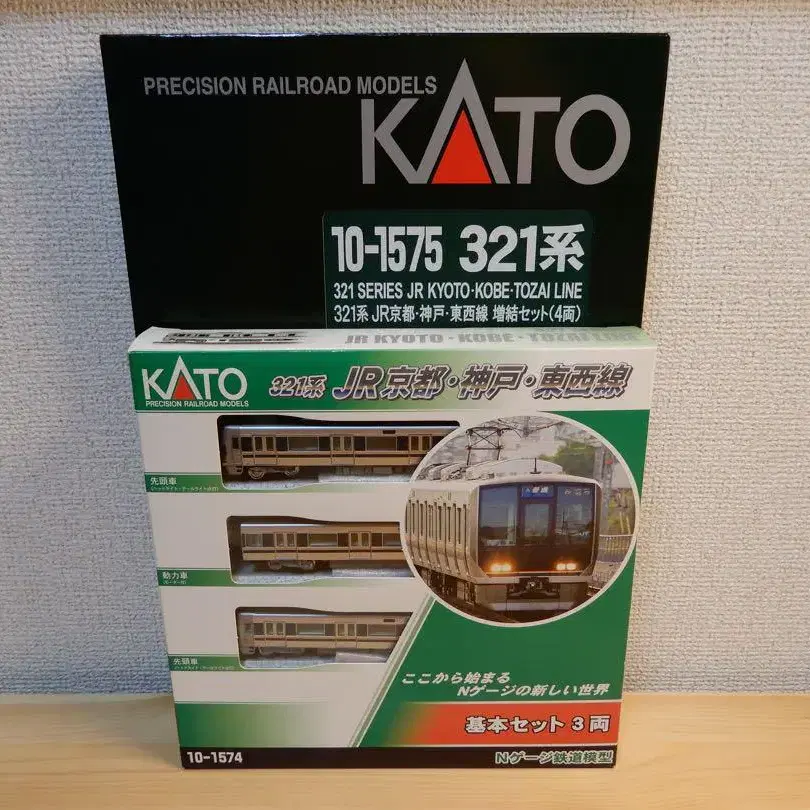 PRECISION RAILROAD MODELS
KATO
10-1575 321系
321 SERIES JR KYOTO・KOBE・TOZAI LINE
321系 JR京都・神戸・東西線 増結セット(4両)
JR KYOTO・KOBE・TOZAI LINE
KATO
PRECISION RAILROAD MODELS
321系 JR京都・神戸・東西線
先頭車
動力車
先頭車
ここから始まる
Nゲージの新しい世界
基本セット 3両
10-1574
Nゲージ鉄道模型